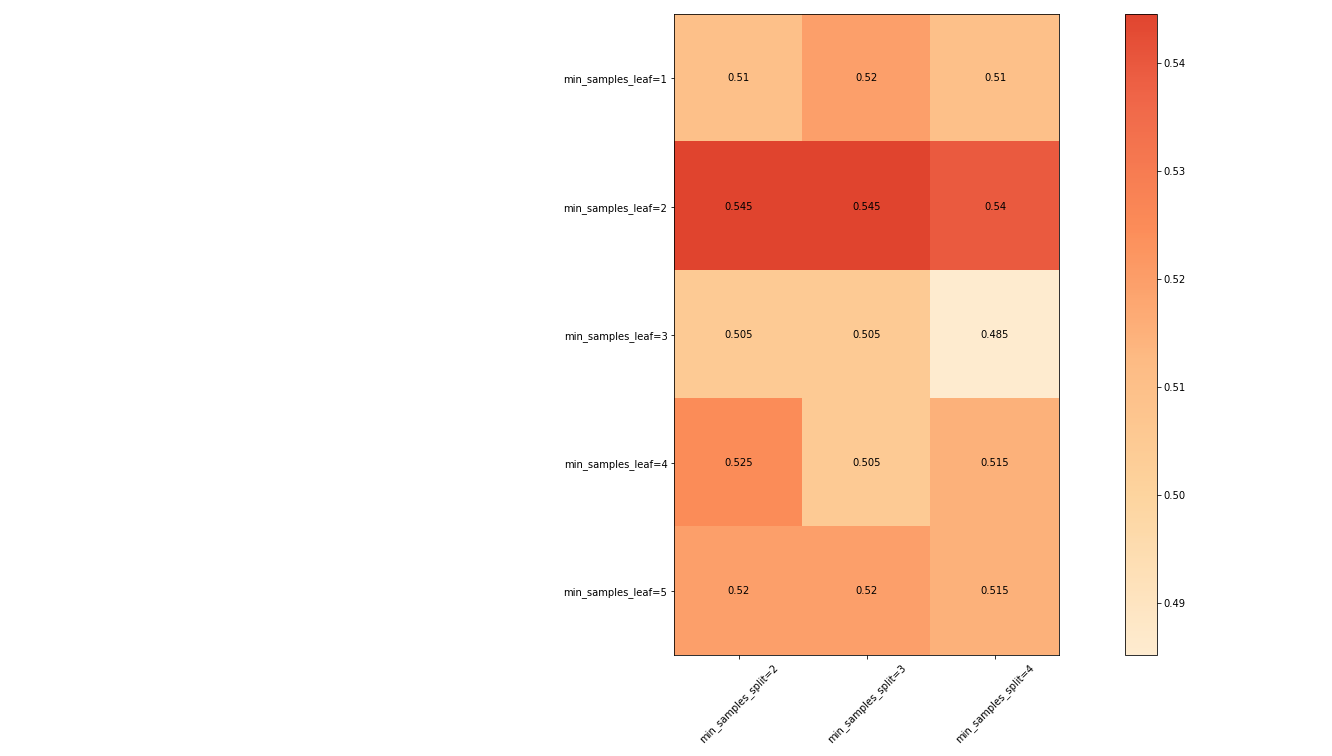 min_samples_leaf=1 0.51 0.52 0.51
min_samples_leaf=2 0.545 0.545 0.54
min_samples_leaf=3 0.505 0.505 0.485
min_samples_leaf=4 0.525 0.505 0.515
min_samples_leaf=5 0.52 0.52 0.515
min_samples_split=2 min_samples_split=3 min_samples_split=4
0.54
0.53
0.52
0.51
0.50
0.49